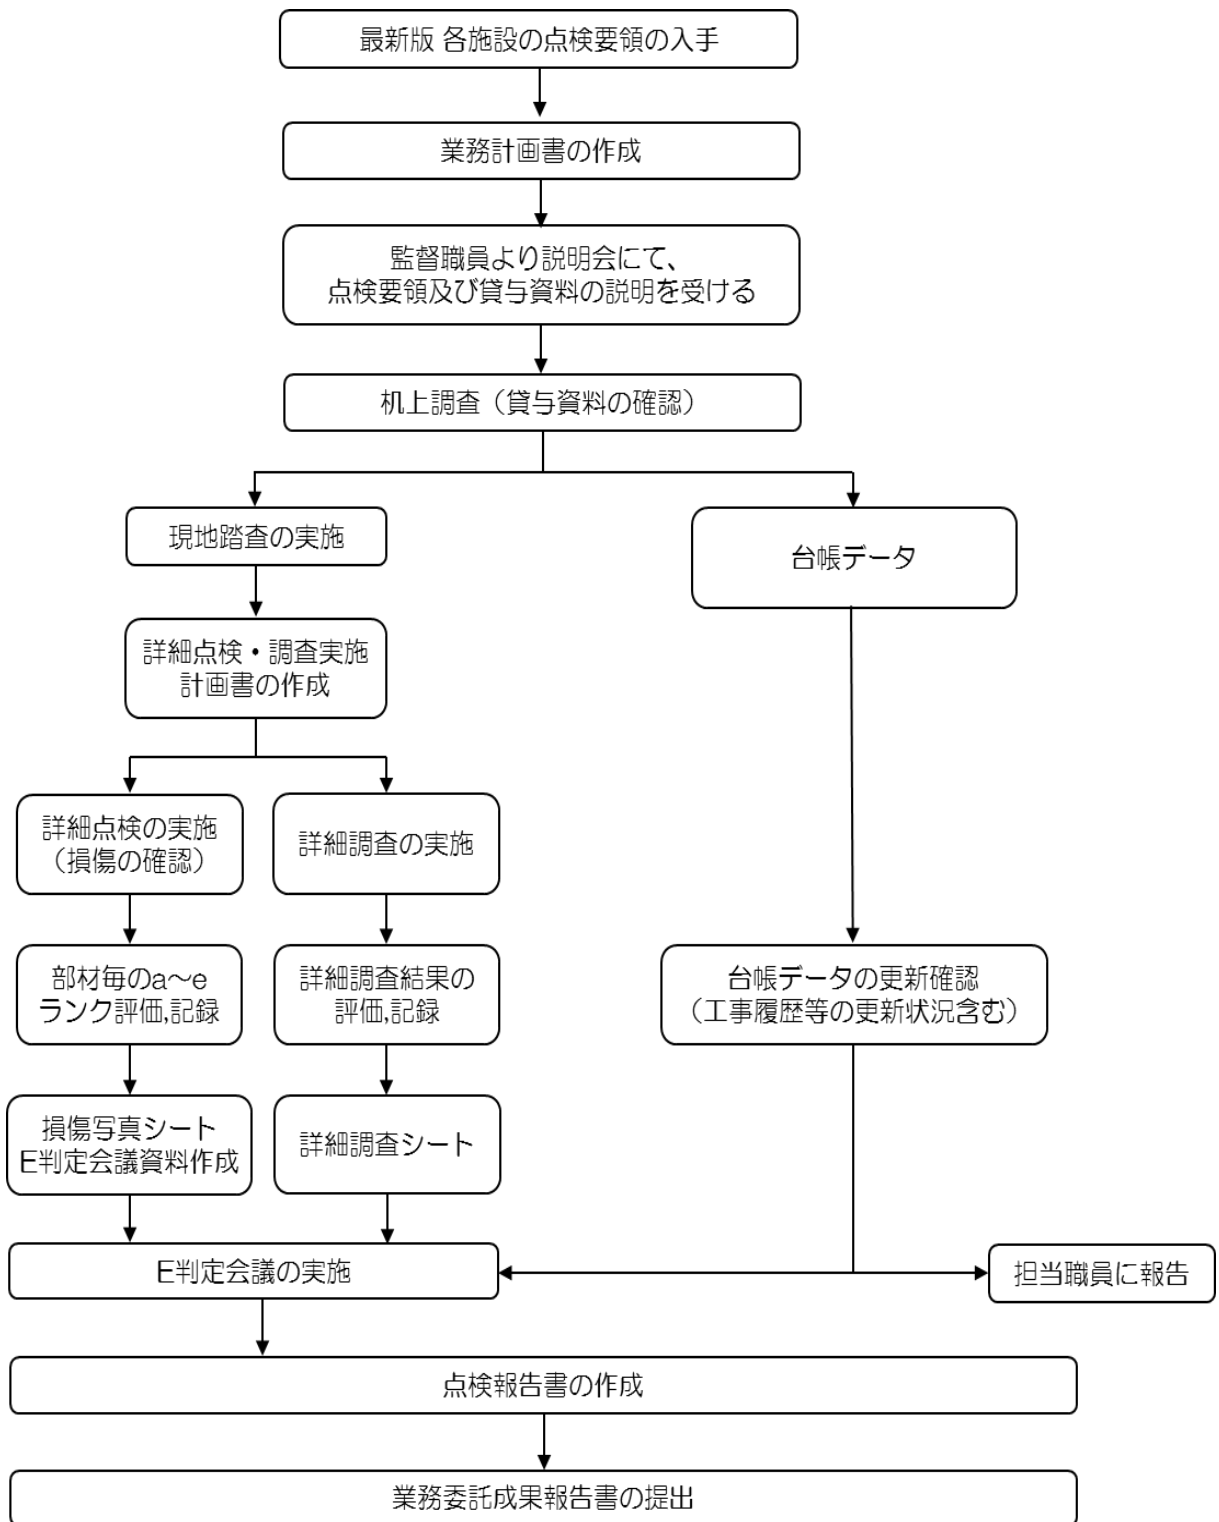 最新版 各施設の点検要領の入手
業務計画書の作成
監督職員より説明会にて、
点検要領及び貸与資料の説明を受ける
机上調査（貸与資料の確認）
現地踏査の実施
台帳データ
詳細点検・調査実施
計画書の作成
詳細点検の実施
（損傷の確認）
詳細調査の実施
部材毎のa～e
ランク評価,記録
詳細調査結果の
評価,記録
台帳データの更新確認
（工事履歴等の更新状況含む）
損傷写真シート
E判定会議資料作成
詳細調査シート
E判定会議の実施
担当職員に報告
点検報告書の作成
業務委託成果報告書の提出